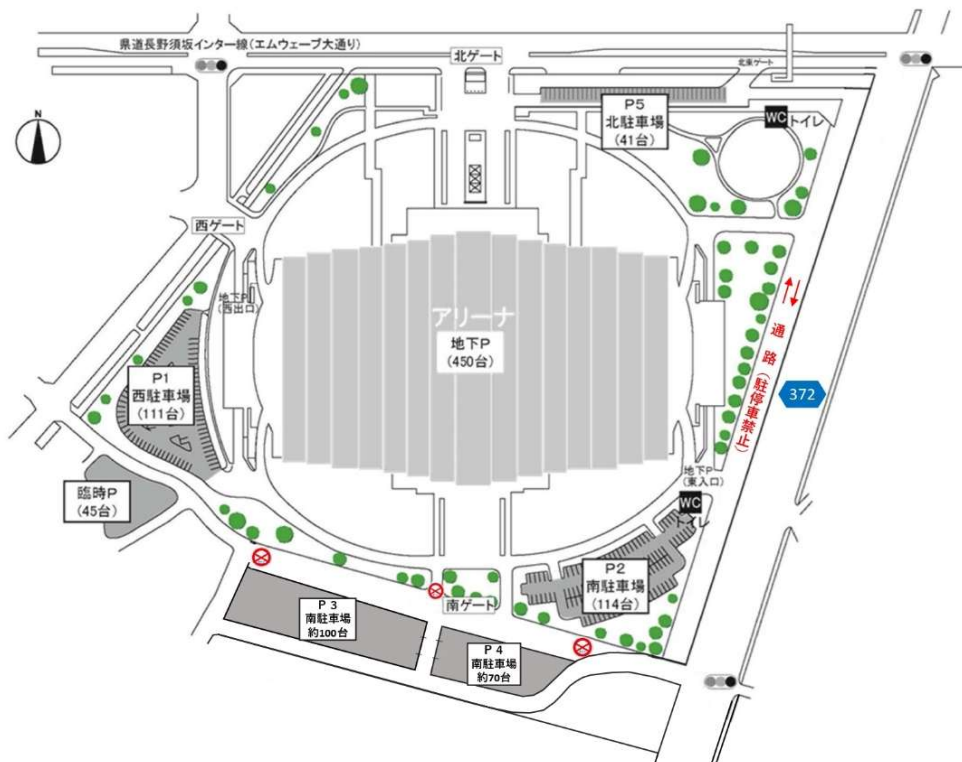 県道長野須坂インター線(エムウェーブ大通り)
北ゲート
北東ゲート
N
P5
北駐車場
(41台)
WC トイレ
西ゲート
地下P
(西出口)
アリーナ
地下P
(450台)
通路(駐停車禁止)
372
P1
西駐車場
(111台)
臨時P
(45台)
地下P
(東入口)
WC
トイレ
P2
南駐車場
(114台)
南ゲート
P3
南駐車場
約100台
P4
南駐車場
約70台